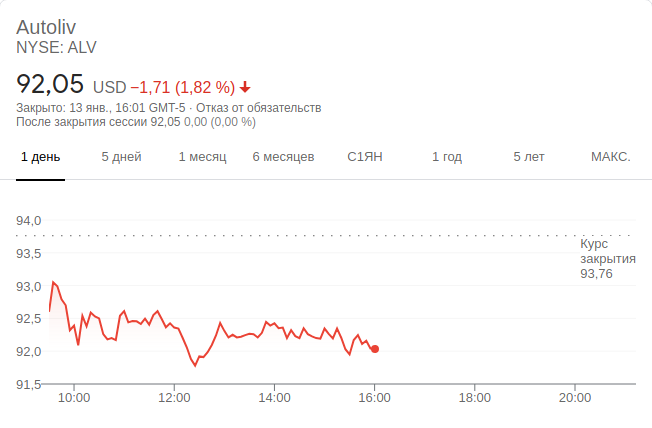 Autoliv
NYSE: ALV
92,05 USD −1,71 (1,82 %)
Закрыто: 13 янв., 16:01 GMT-5 · Отказ от обязательств
После закрытия сессии 92,05 0,00 (0,00 %)
1 день 5 дней 1 месяц 6 месяцев С1ЯН 1 год 5 лет МАКС.
94,0
Курс
закрытия
93,76
93,5
93,0
92,5
92,0
91,5
10:00 12:00 14:00 16:00 18:00 20:00